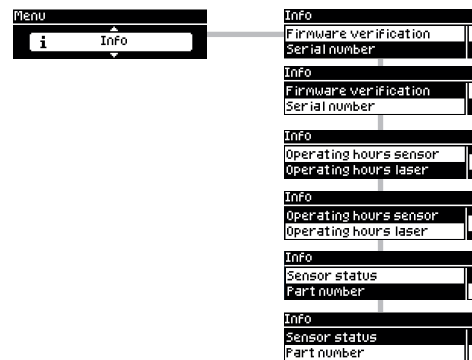 Menu
i Info
Info
Firmware verification
Serial number
Info
Firmware verification
Serial number
Info
Operating hours sensor
Operating hours laser
Info
Operating hours sensor
Operating hours laser
Info
Sensor status
Part number
Info
Sensor status
Part number